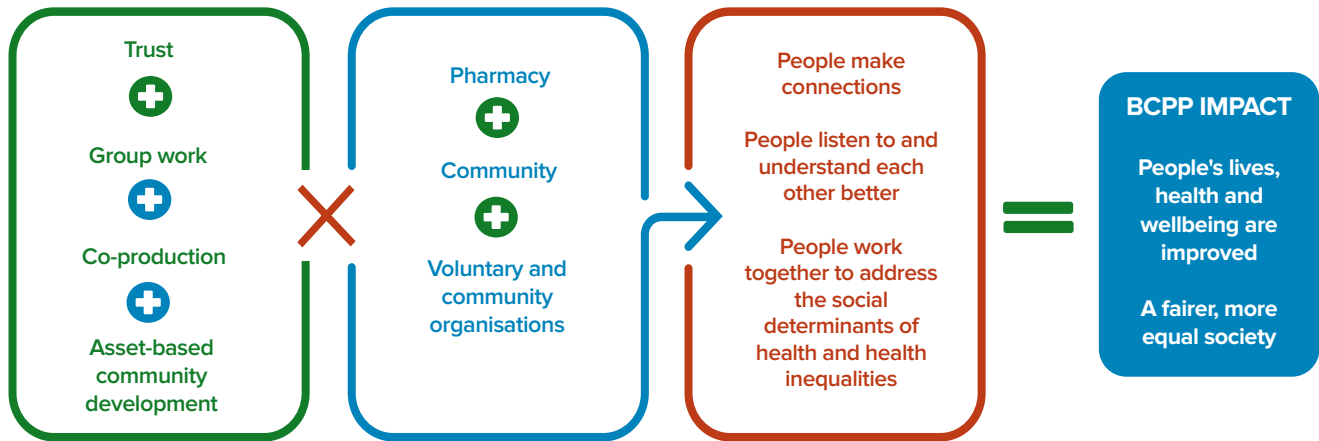 Trust
Group work
Co-production
Asset-based
community
development
Pharmacy
Community
Voluntary and
community
organisations
People make
connections
People listen to and
understand each
other better
People work
together to address
the social
determinants of
health and health
inequalities
BCPP IMPACT
People's lives,
health and
wellbeing are
improved
A fairer, more
equal society